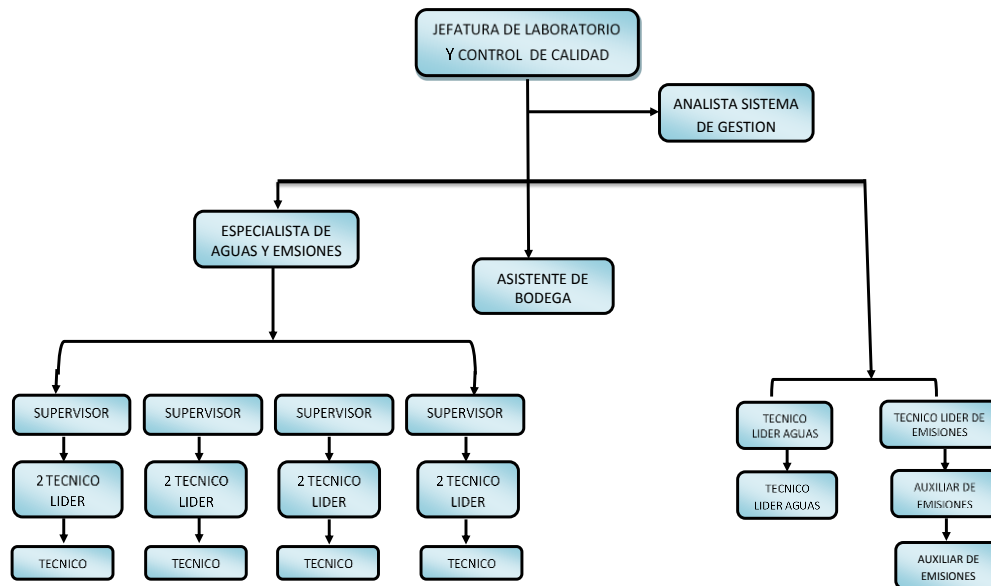 JEFATURA DE LABORATORIO
Y CONTROL DE CALIDAD
ANALISTA SISTEMA
DE GESTION
ESPECIALISTA DE
AGUAS Y EMSIONES
ASISTENTE DE
BODEGA
SUPERVISOR
SUPERVISOR
SUPERVISOR
SUPERVISOR
TECNICO
LIDER AGUAS
TECNICO LIDER DE
EMISIONES
2 TECNICO
LIDER
2 TECNICO
LIDER
2 TECNICO
LIDER
2 TECNICO
LIDER
TECNICO
LIDER AGUAS
AUXILIAR DE
EMISIONES
TECNICO
TECNICO
TECNICO
TECNICO
AUXILIAR DE
EMISIONES